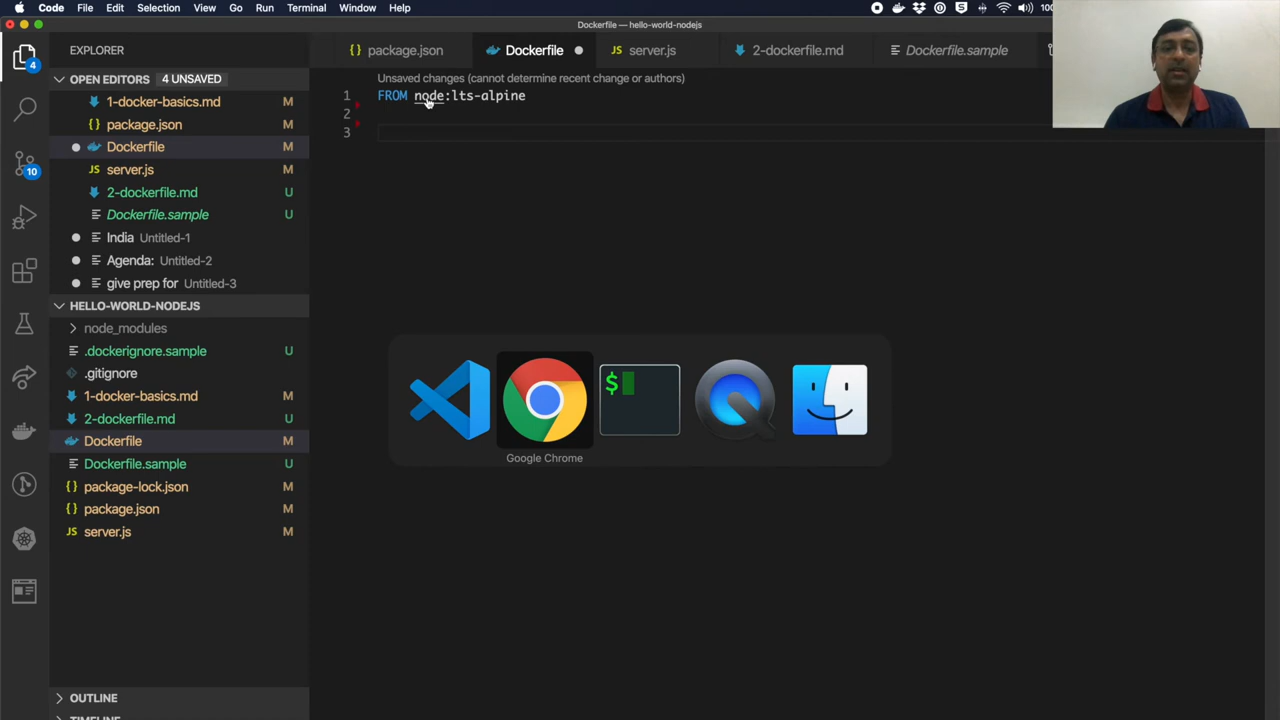 Code File Edit Selection View Go Run Terminal Window Help
Dockerfile — hello-world-nodejs
EXPLORER
OPEN EDITORS 4 UNSAVED
1-docker-basics.md M
package.json M
Dockerfile M
server.js M
2-dockerfile.md U
Dockerfile.sample U
India Untitled-1
Agenda: Untitled-2
give prep for Untitled-3
HELLO-WORLD-NODEJS
node_modules
.dockerignore.sample U
.gitignore
1-docker-basics.md M
2-dockerfile.md U
Dockerfile M
Dockerfile.sample U
package-lock.json M
package.json M
server.js M
OUTLINE
TIMELINE
4
10
package.json Dockerfile server.js 2-dockerfile.md Dockerfile.sample
Unsaved changes (cannot determine recent change or authors)
1 FROM node:lts-alpine
2
3
$
Google Chrome